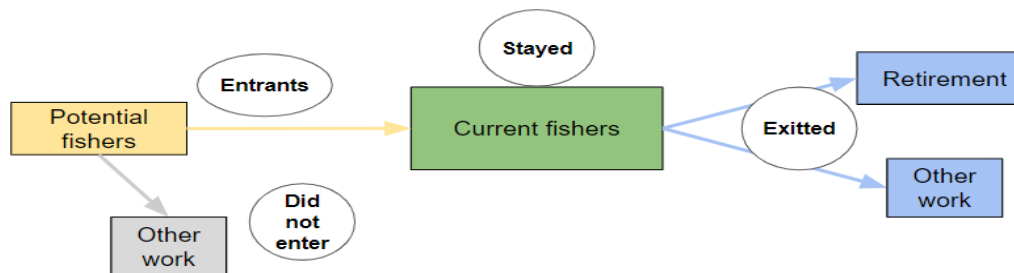 Stayed
Entrants
Retirement
Potential
fishers
Current fishers
Exitted
Other
work
Did
not
enter
Other
work